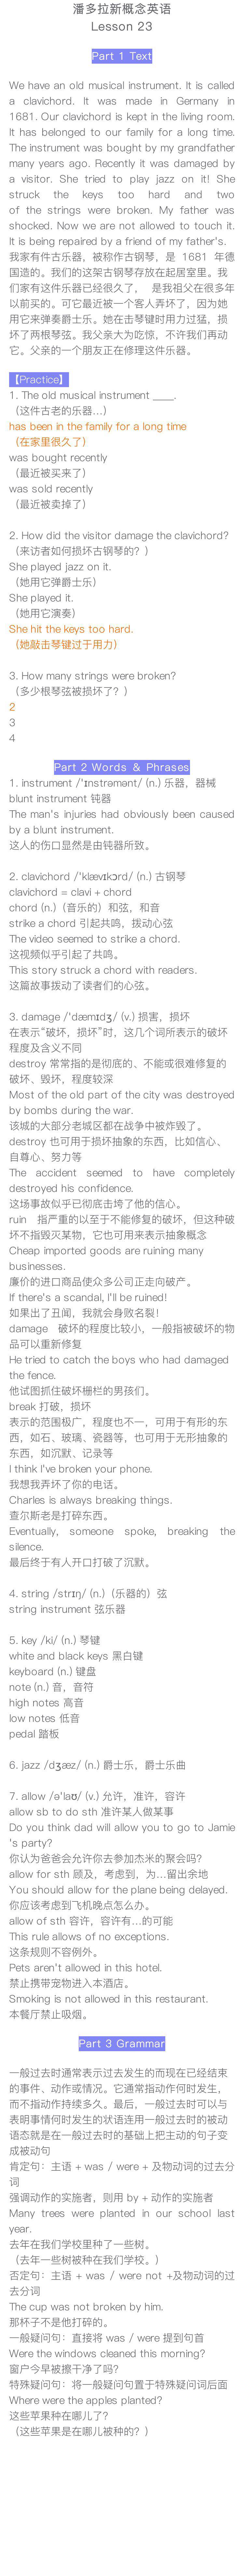 潘多拉新概念英语
Lesson 23
Part 1 Text
We have an old musical instrument. It is called
a clavichord. It was made in Germany in
1681. Our clavichord is kept in the living room.
It has belonged to our family for a long time.
The instrument was bought by my grandfather
many years ago. Recently it was damaged by
a visitor. She tried to play jazz on it! She
struck the keys too hard and two
of the strings were broken. My father was
shocked. Now we are not allowed to touch it.
It is being repaired by a friend of my father's.
我家有件古乐器，被称作古钢琴，是 1681 年德
国造的。我们的这架古钢琴存放在起居室里。我
们家有这件乐器已经很久了， 是我祖父在很多年
以前买的。可它最近被一个客人弄坏了，因为她
用它来弹奏爵士乐。她在击琴键时用力过猛，损
坏了两根琴弦。我父亲大为吃惊，不许我们再动
它。父亲的一个朋友正在修理这件乐器。
【Practice】
1. The old musical instrument ____.
（这件古老的乐器…）
has been in the family for a long time
（在家里很久了）
was bought recently
（最近被买来了）
was sold recently
（最近被卖掉了）
2. How did the visitor damage the clavichord?
（来访者如何损坏古钢琴的？）
She played jazz on it.
（她用它弹爵士乐）
She played it.
（她用它演奏）
She hit the keys too hard.
（她敲击琴键过于用力）
3. How many strings were broken?
（多少根琴弦被损坏了？）
2
3
4
Part 2 Words & Phrases
1. instrument /ˈɪnstrəmənt/ (n.) 乐器，器械
blunt instrument 钝器
The man's injuries had obviously been caused
by a blunt instrument.
这人的伤口显然是由钝器所致。
2. clavichord /ˈklævɪkɔrd/ (n.) 古钢琴
clavichord = clavi + chord
chord (n.)（音乐的）和弦，和音
strike a chord 引起共鸣，拨动心弦
The video seemed to strike a chord.
这视频似乎引起了共鸣。
This story struck a chord with readers.
这篇故事拨动了读者们的心弦。
3. damage /ˈdæmɪdʒ/ (v.) 损害，损坏
在表示“破坏，损坏”时，这几个词所表示的破坏
程度及含义不同
destroy 常常指的是彻底的、不能或很难修复的
破坏、毁坏，程度较深
Most of the old part of the city was destroyed
by bombs during the war.
该城的大部分老城区都在战争中被炸毁了。
destroy 也可用于损坏抽象的东西，比如信心、
自尊心、努力等
The accident seemed to have completely
destroyed his confidence.
这场事故似乎已彻底击垮了他的信心。
ruin 指严重的以至于不能修复的破坏，但这种破
坏不指毁灭某物，它也可用来表示抽象概念
Cheap imported goods are ruining many
businesses.
廉价的进口商品使众多公司正走向破产。
If there's a scandal, I'll be ruined!
如果出了丑闻，我就会身败名裂！
damage 破坏的程度比较小，一般指被破坏的物
品可以重新修复
He tried to catch the boys who had damaged
the fence.
他试图抓住破坏栅栏的男孩们。
break 打破，损坏
表示的范围极广，程度也不一，可用于有形的东
西，如石、玻璃、瓷器等，也可用于无形抽象的
东西，如沉默、记录等
I think I've broken your phone.
我想我弄坏了你的电话。
Charles is always breaking things.
查尔斯老是打碎东西。
Eventually, someone spoke, breaking the
silence.
最后终于有人开口打破了沉默。
4. string /strɪŋ/ (n.)（乐器的）弦
string instrument 弦乐器
5. key /ki/ (n.) 琴键
white and black keys 黑白键
keyboard (n.) 键盘
note (n.) 音，音符
high notes 高音
low notes 低音
pedal 踏板
6. jazz /dʒæz/ (n.) 爵士乐，爵士乐曲
7. allow /əˈlaʊ/ (v.) 允许，准许，容许
allow sb to do sth 准许某人做某事
Do you think dad will allow you to go to Jamie
's party?
你认为爸爸会允许你去参加杰米的聚会吗？
allow for sth 顾及，考虑到，为…留出余地
You should allow for the plane being delayed.
你应该考虑到飞机晚点怎么办。
allow of sth 容许，容许有…的可能
This rule allows of no exceptions.
这条规则不容例外。
Pets aren't allowed in this hotel.
禁止携带宠物进入本酒店。
Smoking is not allowed in this restaurant.
本餐厅禁止吸烟。
Part 3 Grammar
一般过去时通常表示过去发生的而现在已经结束
的事件、动作或情况。它通常指动作何时发生，
而不指动作持续多久。最后，一般过去时可以与
表明事情何时发生的状语连用一般过去时的被动
语态就是在一般过去时的基础上把主动的句子变
成被动句
肯定句：主语 + was / were + 及物动词的过去分
词
强调动作的实施者，则用 by + 动作的实施者
Many trees were planted in our school last
year.
去年在我们学校里种了一些树。
（去年一些树被种在我们学校。）
否定句：主语 + was / were not +及物动词的过
去分词
The cup was not broken by him.
那杯子不是他打碎的。
一般疑问句：直接将 was / were 提到句首
Were the windows cleaned this morning?
窗户今早被擦干净了吗？
特殊疑问句：将一般疑问句置于特殊疑问词后面
Where were the apples planted?
这些苹果种在哪儿了？
（这些苹果是在哪儿被种的？）